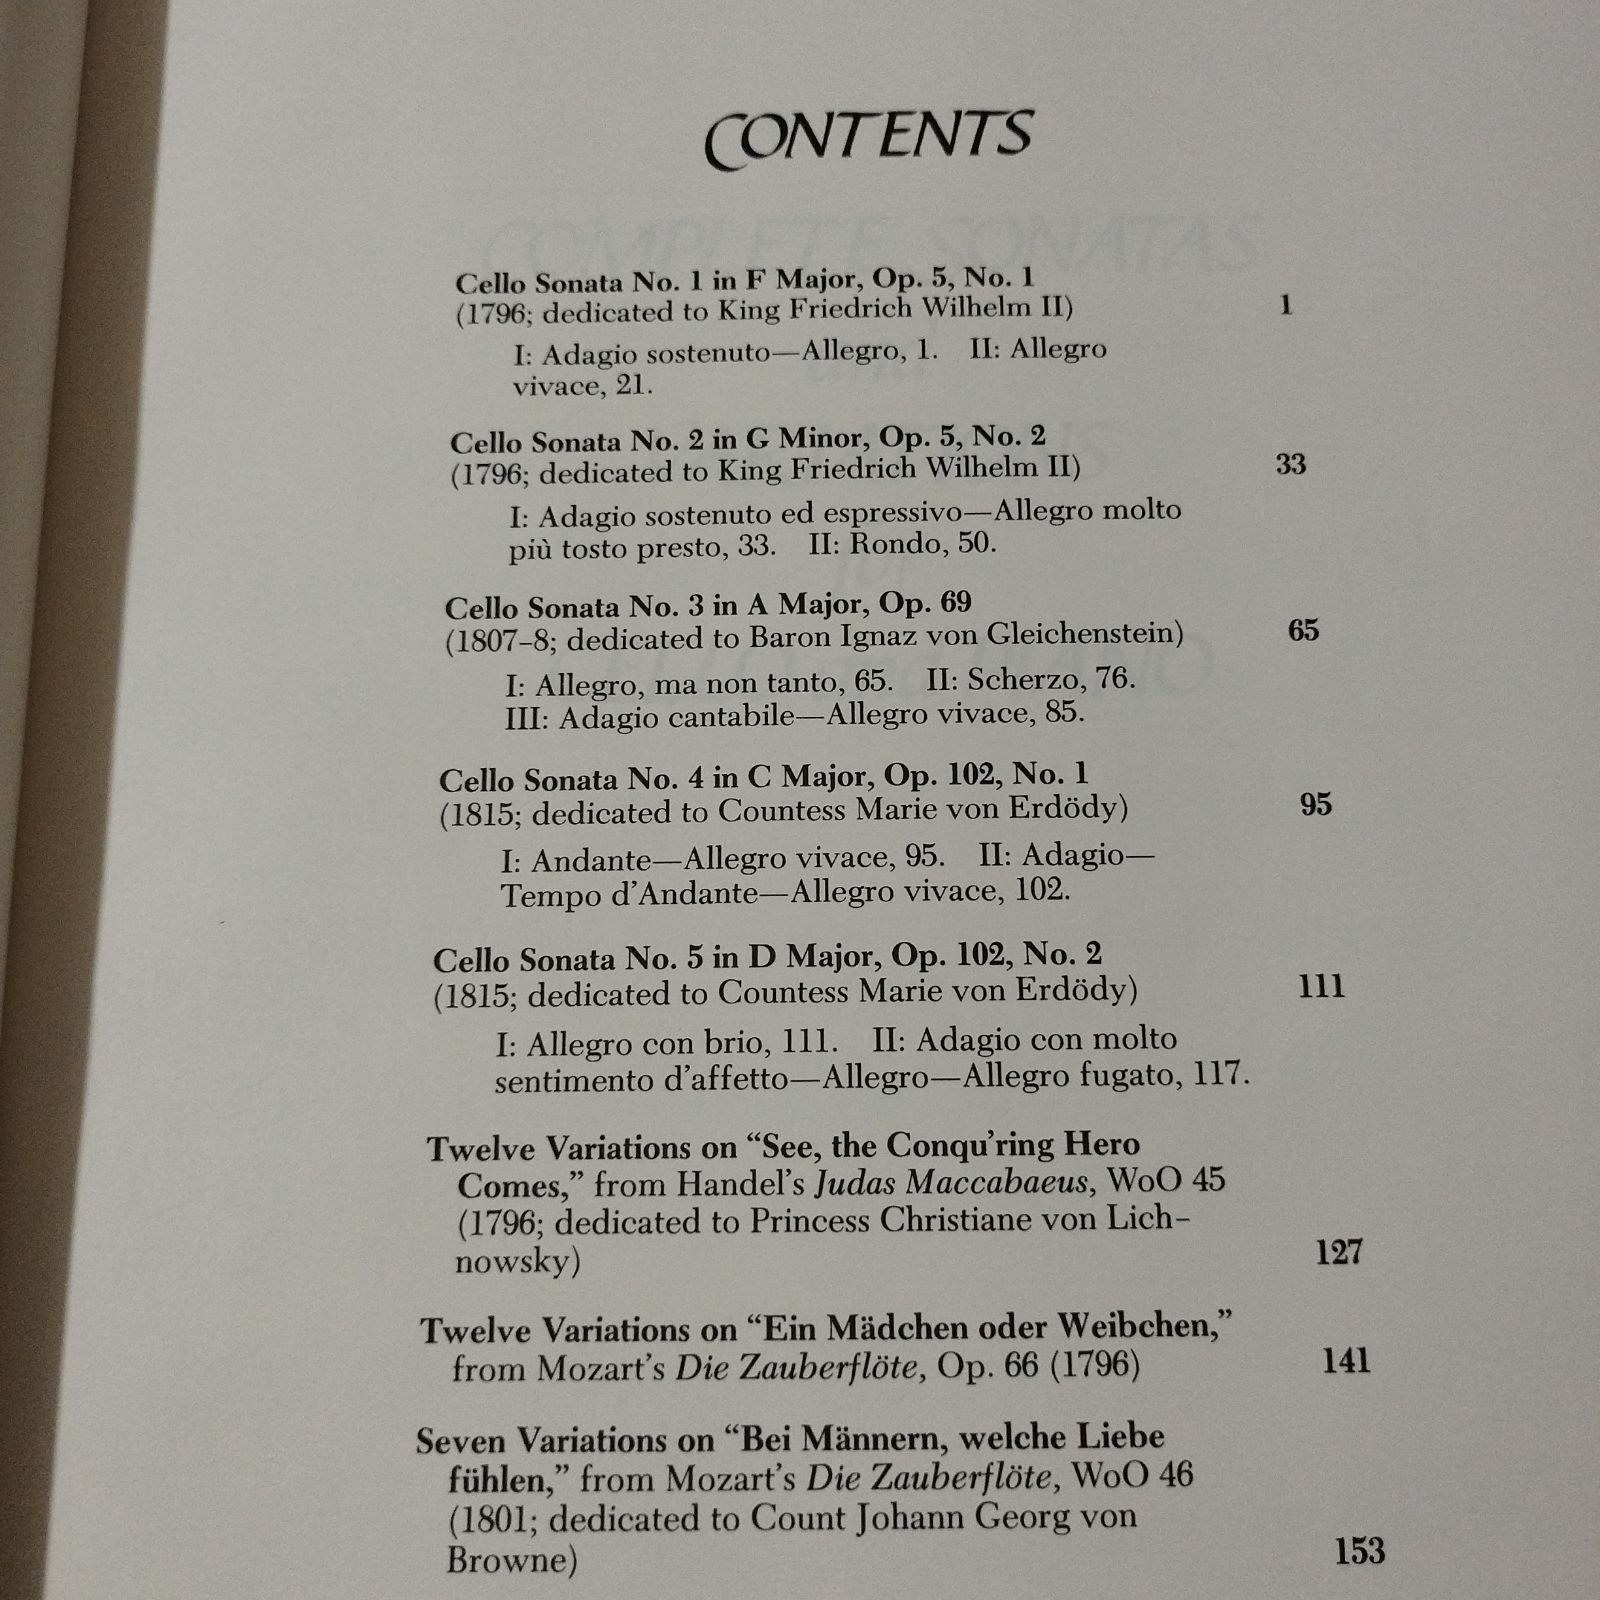 CONTENTS
COMPLETE SONATAS
Cello Sonata No. 1 in F Major, Op. 5, No. 1
(1796; dedicated to King Friedrich Wilhelm II) 1
I: Adagio sostenuto—Allegro, 1. II: Allegro
vivace, 21.
Cello Sonata No. 2 in G Minor, Op. 5, No. 2
(1796; dedicated to King Friedrich Wilhelm II) 33
I: Adagio sostenuto ed espressivo—Allegro molto
più tosto presto, 33. II: Rondo, 50.
Cello Sonata No. 3 in A Major, Op. 69
(1807–8; dedicated to Baron Ignaz von Gleichenstein) 65
I: Allegro, ma non tanto, 65. II: Scherzo, 76.
III: Adagio cantabile—Allegro vivace, 85.
Cello Sonata No. 4 in C Major, Op. 102, No. 1
(1815; dedicated to Countess Marie von Erdödy) 95
I: Andante—Allegro vivace, 95. II: Adagio—
Tempo d’Andante—Allegro vivace, 102.
Cello Sonata No. 5 in D Major, Op. 102, No. 2
(1815; dedicated to Countess Marie von Erdödy) 111
I: Allegro con brio, 111. II: Adagio con molto
sentimento d’affetto—Allegro—Allegro fugato, 117.
Twelve Variations on “See, the Conqu’ring Hero
Comes,” from Handel’s Judas Maccabaeus, WoO 45
(1796; dedicated to Princess Christiane von Lich-
nowsky) 127
Twelve Variations on “Ein Mädchen oder Weibchen,”
from Mozart’s Die Zauberflöte, Op. 66 (1796) 141
Seven Variations on “Bei Männern, welche Liebe
fühlen,” from Mozart’s Die Zauberflöte, WoO 46
(1801; dedicated to Count Johann Georg von
Browne) 153